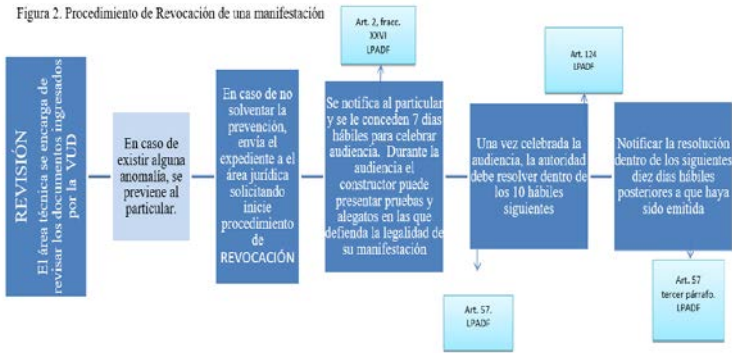 Figura 2. Procedimiento de Revocación de una manifestación
REVISIÓN
El área técnica se encarga de
revisar los documentos ingresados
por la VUD
En caso de
existir alguna
anomalía, se
previene al
particular.
En caso de no
solventar la
prevención,
envía el
expediente a el
área jurídica
solicitando
inicie
procedimiento
de
REVOCACIÓN
Art. 2, fracc.
XXVI
LPADF
Se notifica al particular
y se le conceden 7 días
hábiles para celebrar
audiencia. Durante la
audiencia el
constructor puede
presentar pruebas y
alegatos en las que
defienda la legalidad de
su manifestación
Una vez celebrada la
audiencia, la autoridad
debe resolver dentro de
los 10 hábiles
siguientes
Art. 57.
LPADF
Art. 124
LPADF
Notificar la resolución
dentro de los siguientes
diez días hábiles
posteriores a que haya
sido emitida
Art. 57
tercer párrafo.
LPADF